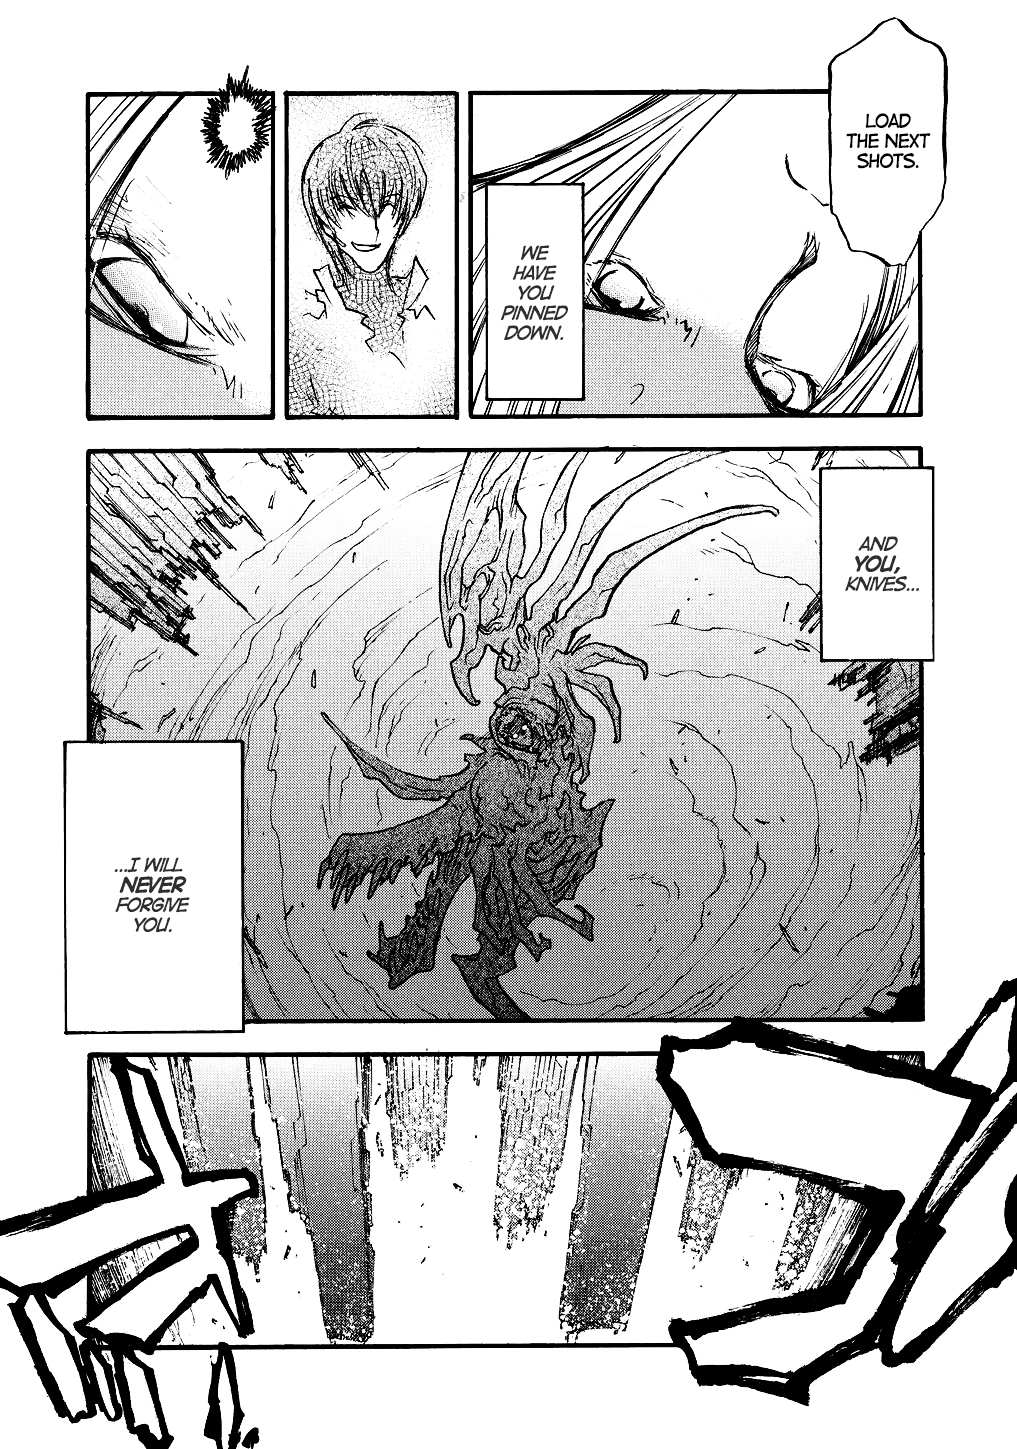 LOAD
THE NEXT
SHOTS.
WE
HAVE
YOU
PINNED
DOWN.
AND
YOU,
KNIVES...
...I WILL
NEVER
FORGIVE
YOU.